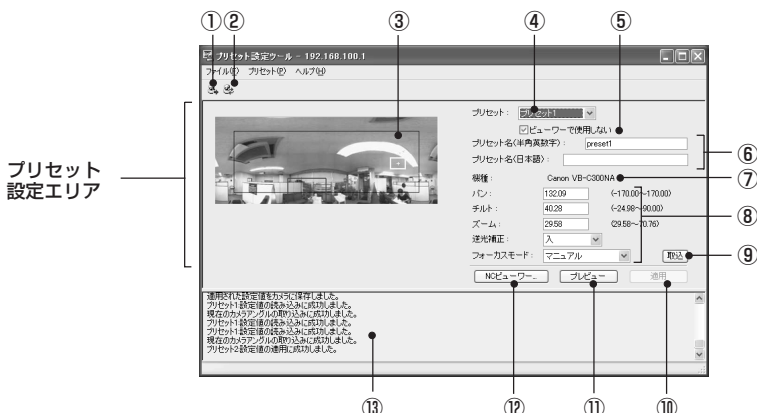 ① ② ③ ④ ⑤
プリセット設定ツール - 192.168.100.1
ファイル(F) プリセット(P) ヘルプ(H)
プリセット
設定エリア
プリセット： プリセット1
ビューワーで使用しない
プリセット名(半角英数字)： preset1
プリセット名(日本語)：
⑥
機種： Canon VB-C300NA
⑦
パン： 132.09 (-170.00～170.00)
チルト： 40.28 (-24.98～90.00)
⑧
ズーム： 29.58 (29.58～70.76)
逆光補正： 入
フォーカスモード： マニュアル 取込
⑨
NCビューワー... プレビュー 適用
適用された設定値をカメラに保存しました。
プリセット1:設定値の読み込みに成功しました。
現在のカメラアングルの取り込みに成功しました。
プリセット1:設定値の読み込みに成功しました。
プリセット1:設定値の読み込みに成功しました。
現在のカメラアングルの取り込みに成功しました。
プリセット2:設定値の適用に成功しました。
⑬ ⑫ ⑪ ⑩